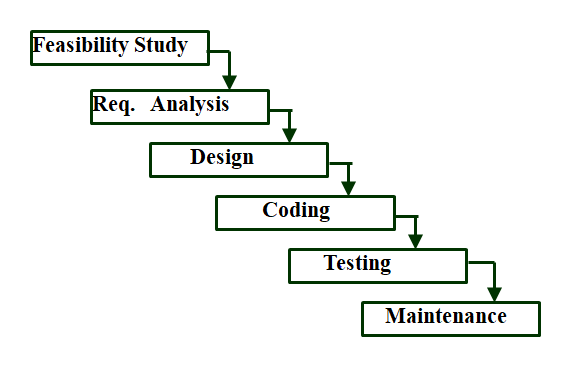 Feasibility Study
Req. Analysis
Design
Coding
Testing
Maintenance